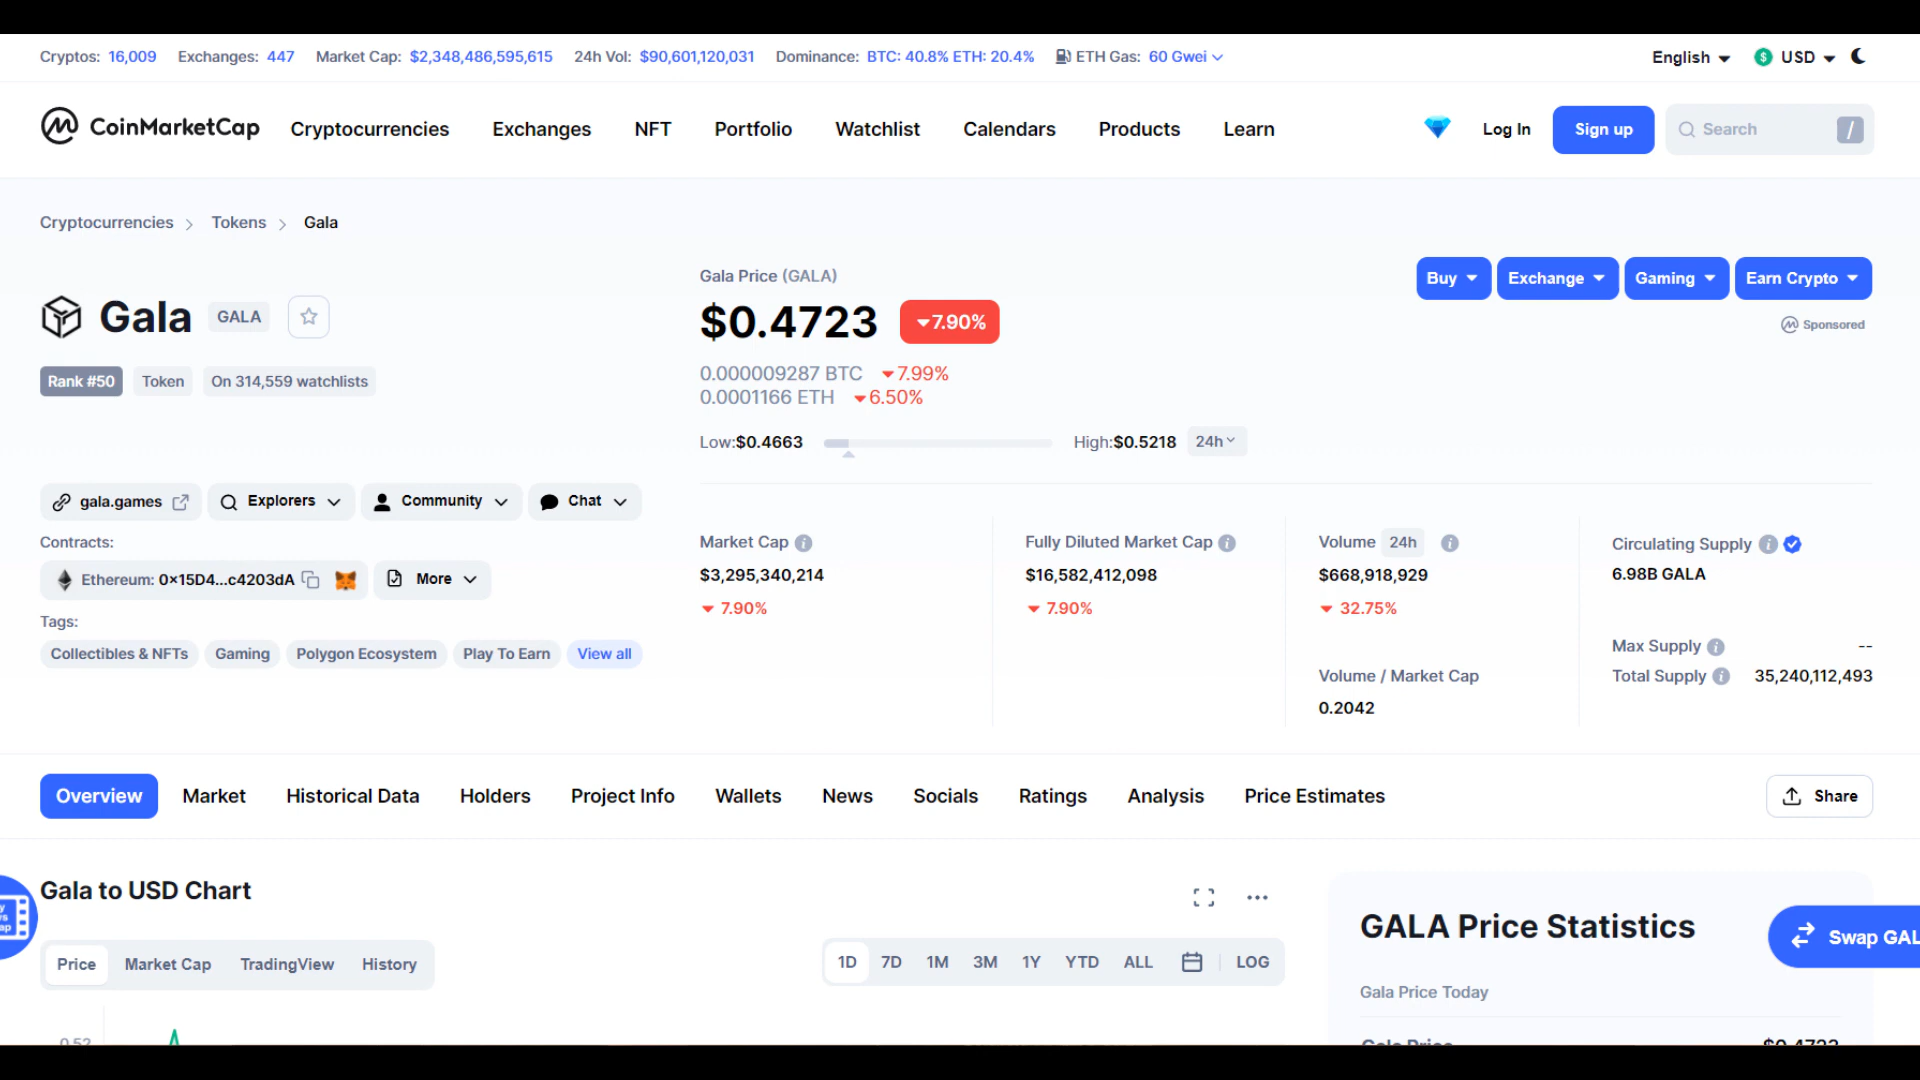 Cryptos: 16,009 Exchanges: 447 Market Cap: $2,348,486,595,615 24h Vol: $90,601,120,031 Dominance: BTC: 40.8% ETH: 20.4% ETH Gas: 60 Gwei English USD
CoinMarketCap Cryptocurrencies Exchanges NFT Portfolio Watchlist Calendars Products Learn Log In Sign up Search /
Cryptocurrencies Tokens Gala
Gala Price (GALA)
Buy Exchange Gaming Earn Crypto
Gala GALA
$0.4723 7.90%
Sponsored
Rank #50 Token On 314,559 watchlists
0.000009287 BTC 7.99%
0.0001166 ETH 6.50%
Low:$0.4663 High:$0.5218 24h
gala.games Explorers Community Chat
Contracts:
Ethereum: 0x15D4...c4203dA More
Tags:
Collectibles & NFTs Gaming Polygon Ecosystem Play To Earn View all
Market Cap
$3,295,340,214
7.90%
Fully Diluted Market Cap
$16,582,412,098
7.90%
Volume 24h
$668,918,929
32.75%
Volume / Market Cap
0.2042
Circulating Supply
6.98B GALA
Max Supply --
Total Supply 35,240,112,493
Overview Market Historical Data Holders Project Info Wallets News Socials Ratings Analysis Price Estimates Share
Gala to USD Chart
Price Market Cap TradingView History
1D 7D 1M 3M 1Y YTD ALL LOG
0.52
GALA Price Statistics
Swap GAL
Gala Price Today
Gala Price $0.4723